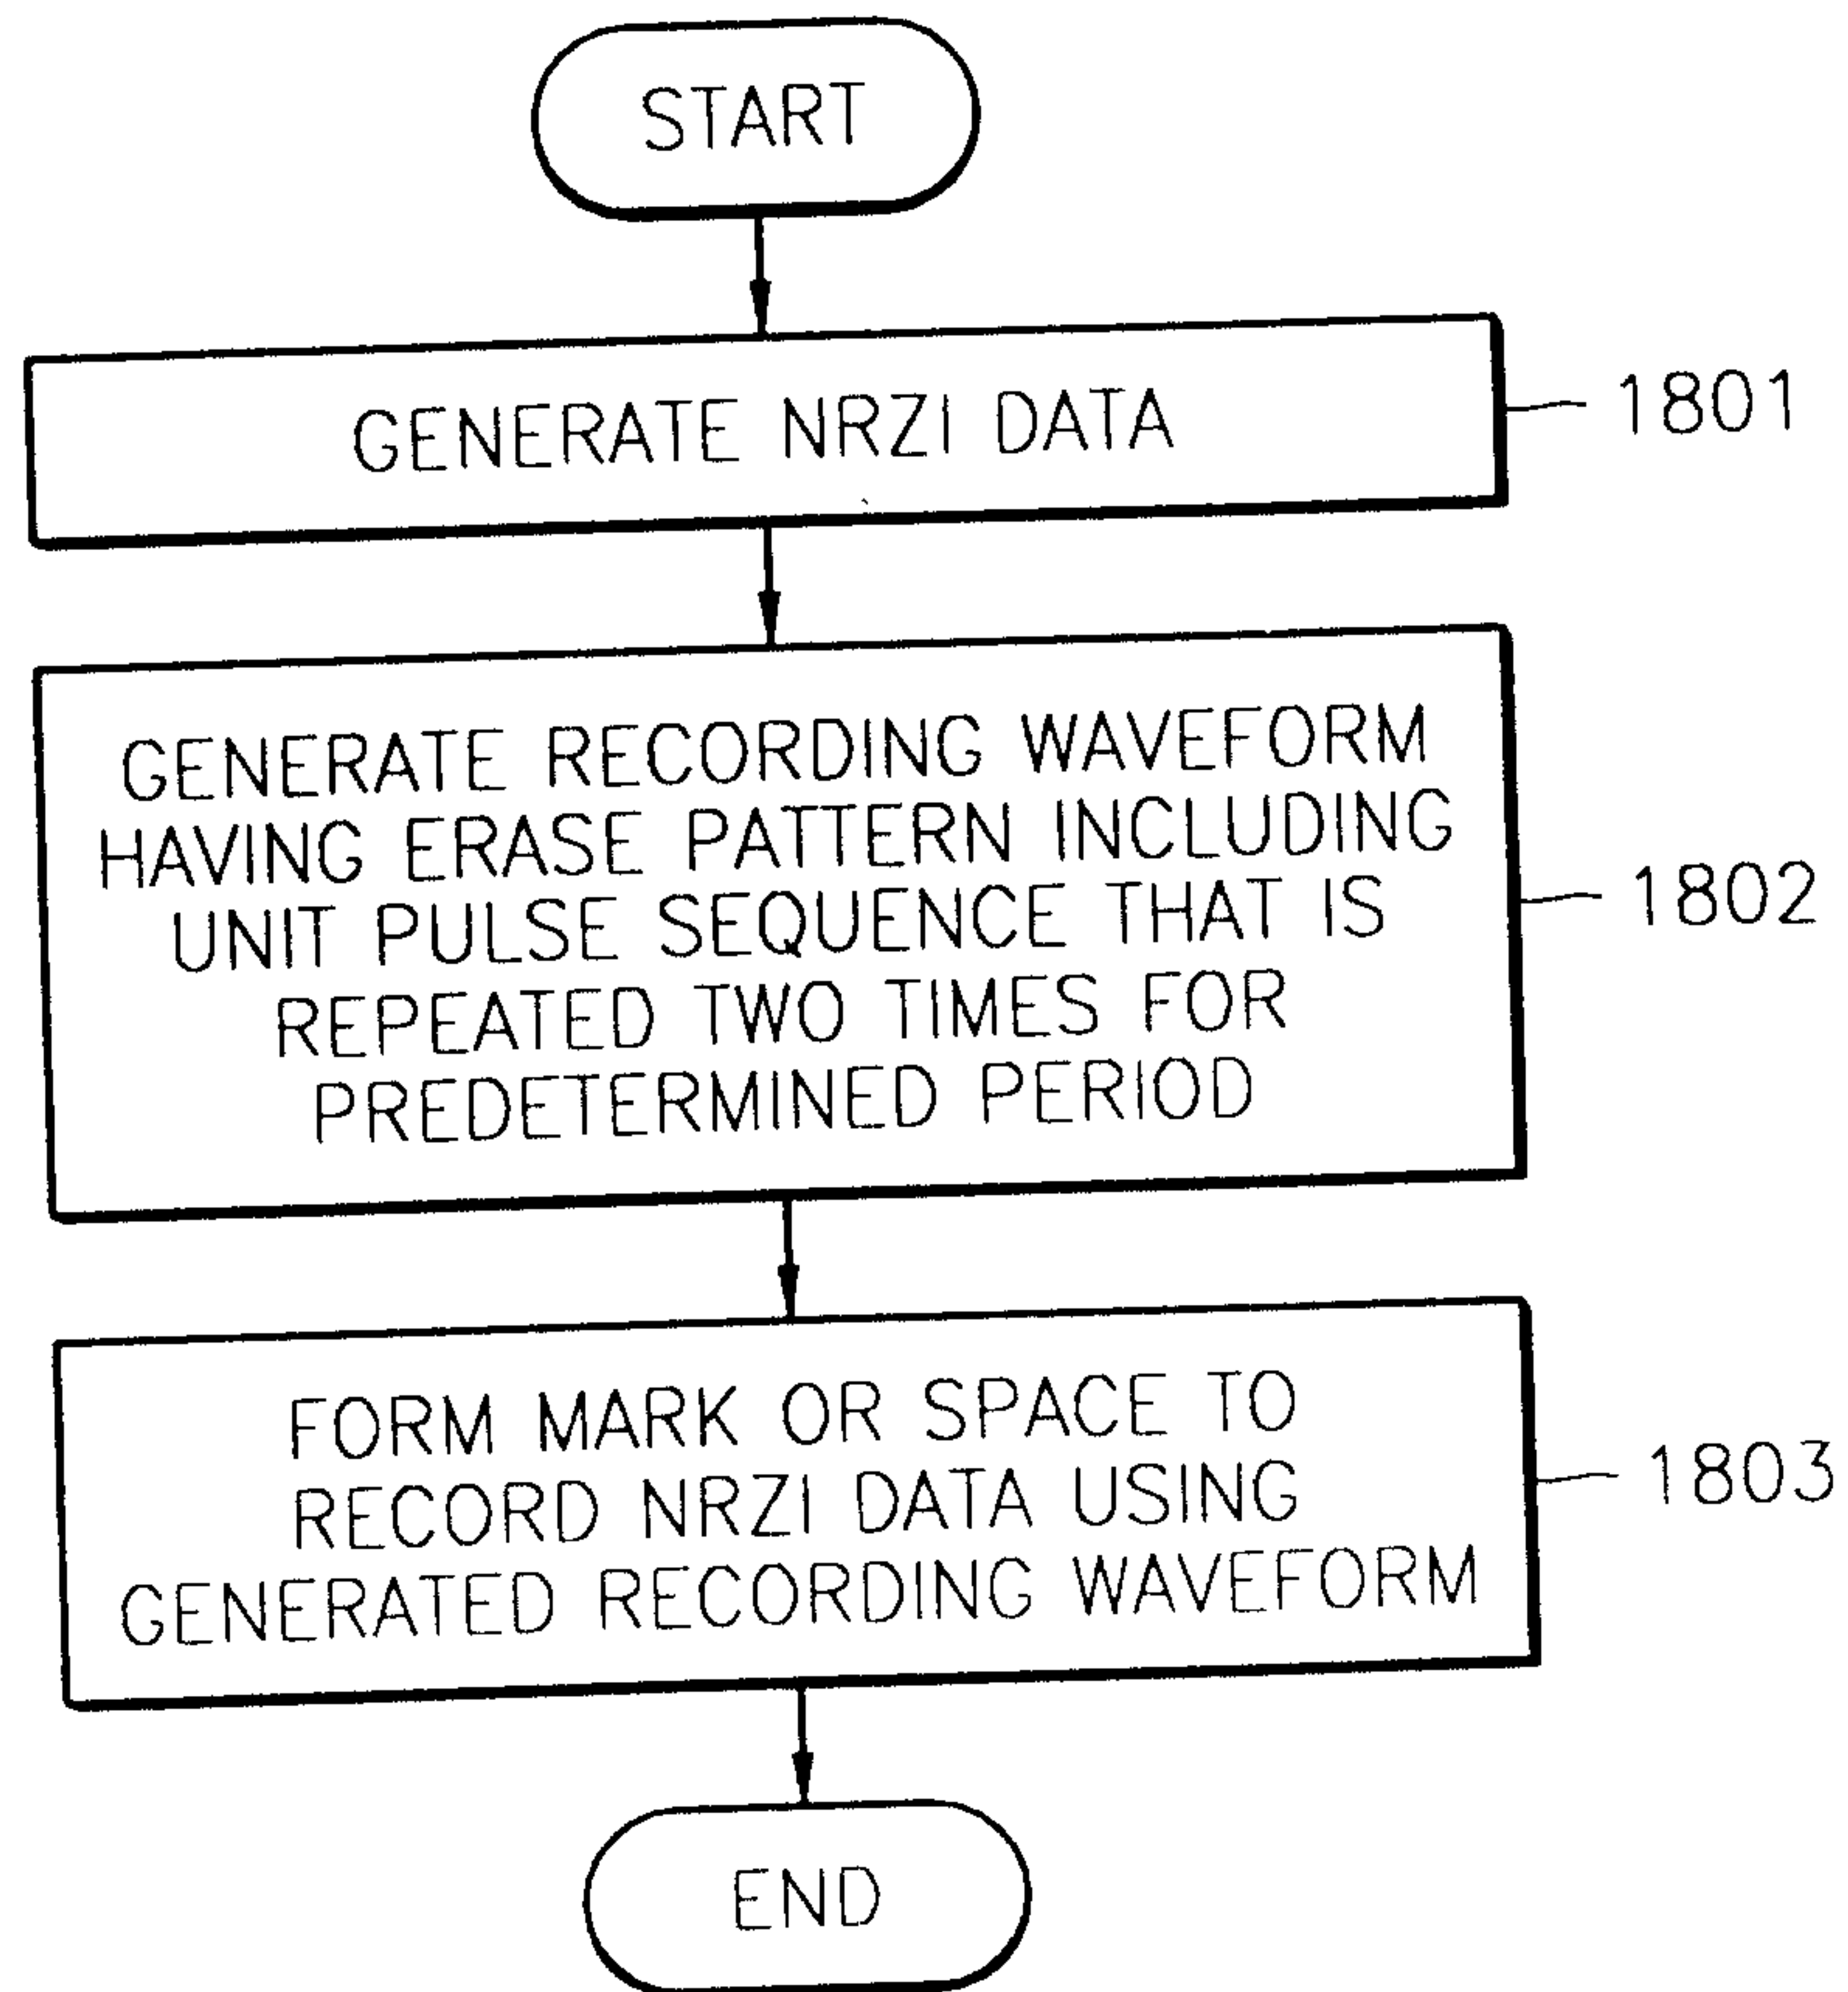 START
GENERATE NRZI DATA
1801
GENERATE RECORDING WAVEFORM
HAVING ERASE PATTERN INCLUDING
UNIT PULSE SEQUENCE THAT IS
REPEATED TWO TIMES FOR
PREDETERMINED PERIOD
1802
FORM MARK OR SPACE TO
RECORD NRZI DATA USING
GENERATED RECORDING WAVEFORM
1803
END